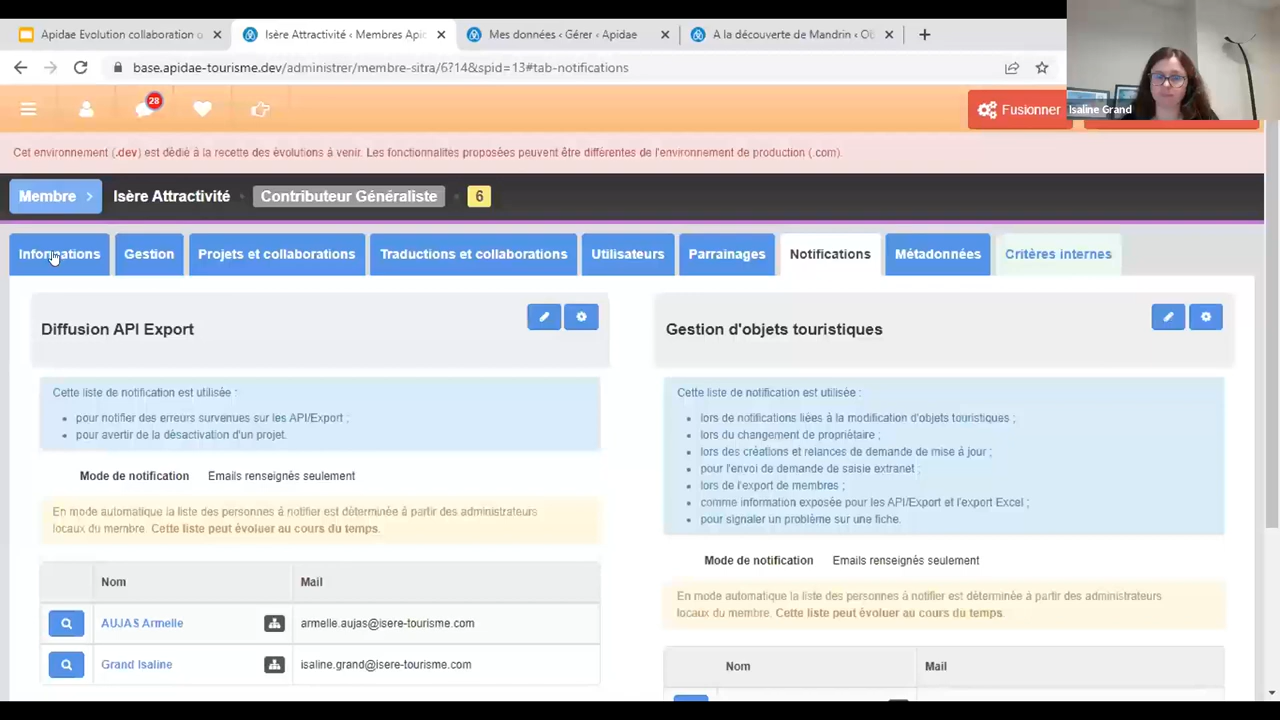 Apidae Evolution collaboration o
Isère Attractivité ‹ Membres Apid
Mes données ‹ Gérer ‹ Apidae
A la découverte de Mandrin ‹ Ob
base.apidae-tourisme.dev/administrer/membre-sitra/6?14&spid=13#tab-notifications
28
Fusionner
Isaline Grand
Cet environnement (.dev) est dédié à la recette des évolutions à venir. Les fonctionnalites proposées peuvent être différentes de l'environnement de production (.com).
Membre Isère Attractivité Contributeur Généraliste 6
Informations Gestion Projets et collaborations Traductions et collaborations Utilisateurs Parrainages Notifications Métadonnées Critères internes
Diffusion API Export
Cette liste de notification est utilisée :
pour notifier des erreurs survenues sur les API/Export ;
pour avertir de la désactivation d'un projet.
Mode de notification Emails renseignés seulement
En mode automatique la liste des personnes à notifier est déterminée à partir des administrateurs
locaux du membre. Cette liste peut évoluer au cours du temps.
Nom Mail
AUJAS Armelle armelle.aujas@isere-tourisme.com
Grand Isaline isaline.grand@isere-tourisme.com
Gestion d'objets touristiques
Cette liste de notification est utilisée :
lors de notifications liées à la modification d'objets touristiques ;
lors du changement de propriétaire ;
lors des créations et relances de demande de mise à jour ;
pour l'envoi de demande de saisie extranet ;
lors de l'export de membres ;
comme information exposée pour les API/Export et l'export Excel ;
pour signaler un problème sur une fiche.
Mode de notification Emails renseignés seulement
En mode automatique la liste des personnes à notifier est déterminée à partir des administrateurs
locaux du membre. Cette liste peut évoluer au cours du temps.
Nom Mail